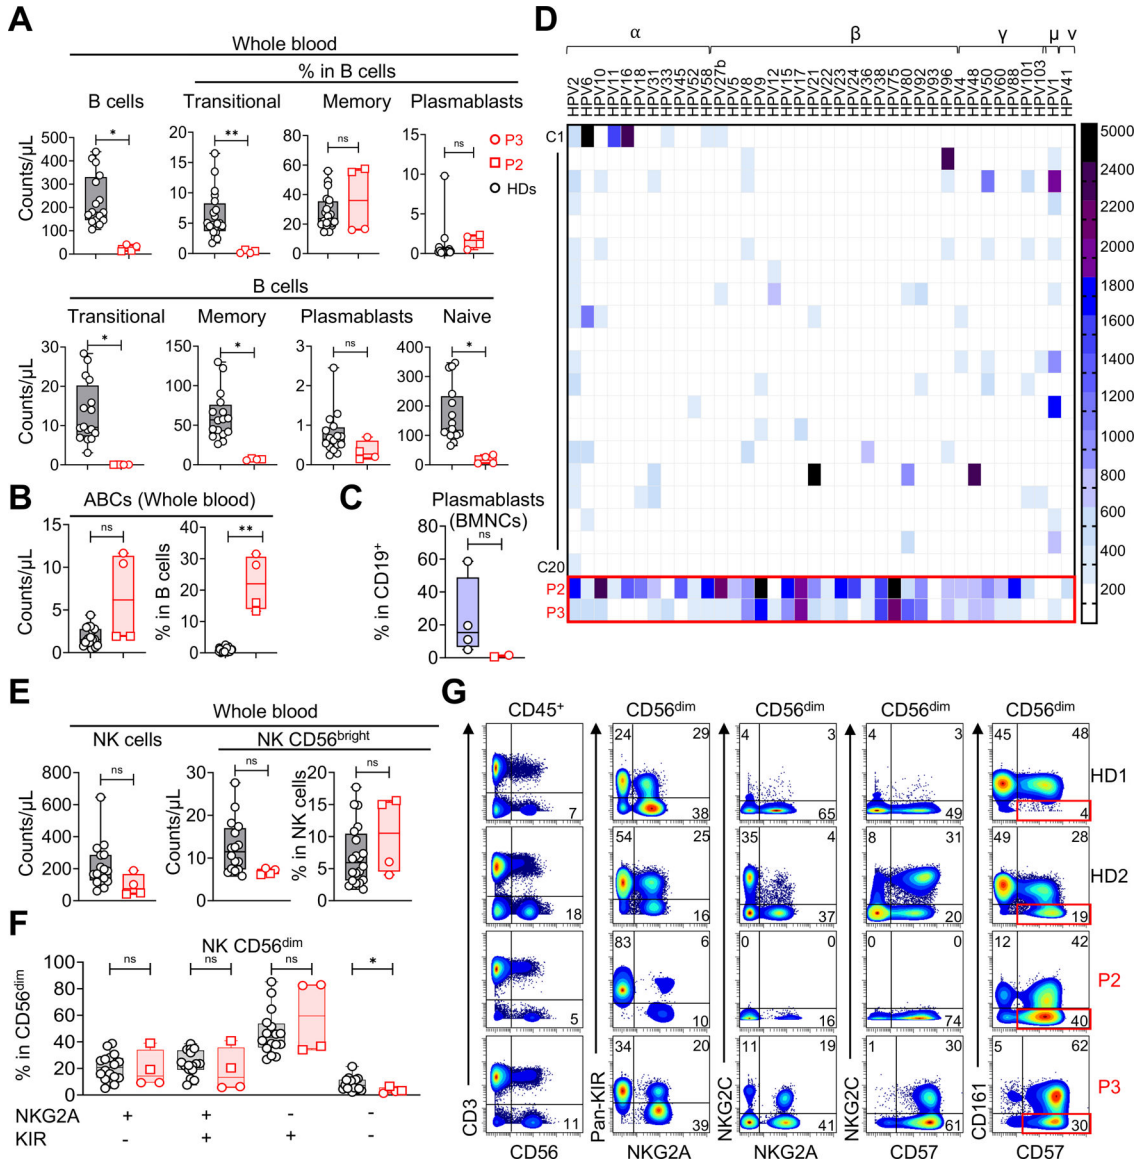 A
Whole blood
% in B cells
B cells
Transitional
Memory
Plasmablasts
Counts/µL
500
400
300
200
100
0
*
20
15
10
5
0
**
80
60
40
20
0
ns
15
10
5
0
ns
P3
P2
HDs
B cells
Transitional
Memory
Plasmablasts
Naive
Counts/µL
30
20
10
0
*
150
100
50
0
*
3
2
1
0
ns
400
300
200
100
0
*
B
ABCs (Whole blood)
Counts/µL
15
10
5
0
ns
% in B cells
40
30
20
10
0
**
C
Plasmablasts
(BMNCs)
% in CD19+
80
60
40
20
0
ns
D
α
β
γ
μ
ν
HPV2
HPV6
HPV10
HPV11
HPV16
HPV18
HPV31
HPV33
HPV45
HPV52
HPV58
HPV27b
HPV5
HPV8
HPV9
HPV12
HPV15
HPV17
HPV21
HPV22
HPV23
HPV24
HPV36
HPV38
HPV75
HPV80
HPV92
HPV93
HPV96
HPV4
HPV48
HPV50
HPV60
HPV88
HPV101
HPV103
HPV1
HPV41
C1
C20
P2
P3
5000
2400
2200
2000
1800
1600
1400
1200
1000
800
600
400
200
E
Whole blood
NK cells
NK CD56bright
Counts/µL
800
600
400
200
0
ns
Counts/µL
30
20
10
0
ns
% in NK cells
20
15
10
5
0
ns
F
NK CD56dim
% in CD56dim
100
80
60
40
20
0
ns
ns
ns
*
NKG2A + + - -
KIR - + + -
G
CD45+
CD56dim
CD56dim
CD56dim
CD56dim
7
24 29
38
4 3
65
4 3
49
45 48
4
HD1
18
54 25
16
35 4
37
8 31
20
49 28
19
HD2
5
83 6
10
0 0
16
0 0
74
12 42
40
P2
11
34 20
39
11 19
41
1 30
61
5 62
30
P3
CD3
Pan-KIR
NKG2C
NKG2C
CD161
CD56
NKG2A
NKG2A
CD57
CD57